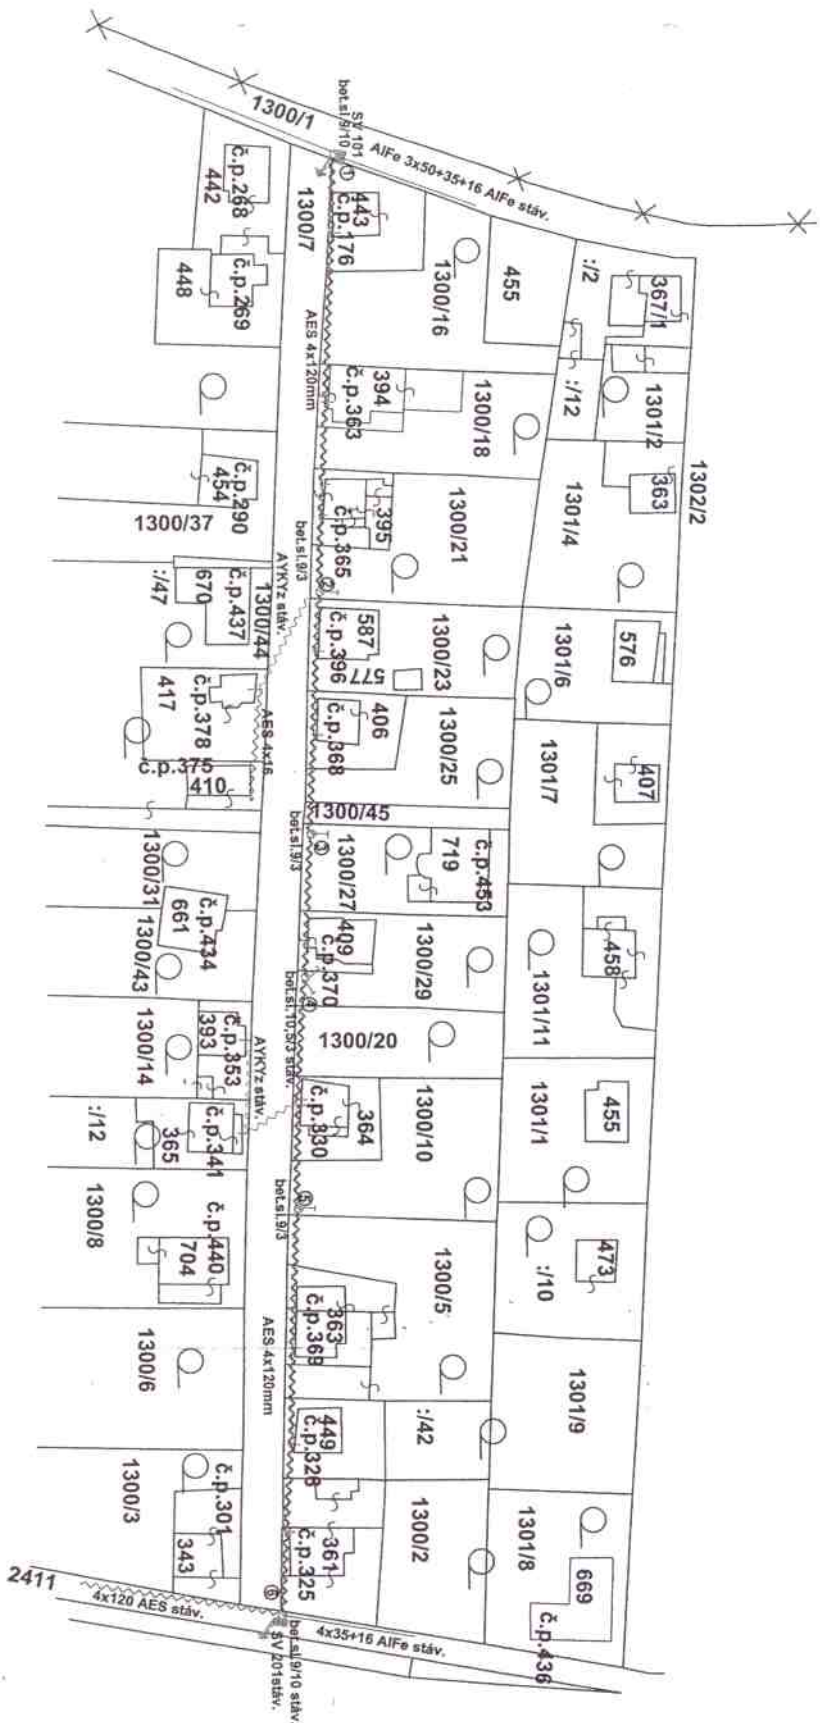 1300/1
bet.sl.9/10
SV 101
AlFe 3x50+35+16 AlFe stáv.
①
443
č.p.176
č.p.268
442
1300/7
č.p.269
448
1300/16
455
:/2
367/1
1301/2
:/12
1302/2
AES 4x120mm
394
č.p.363
1300/18
363
1301/4
č.p.290
454
1300/37
395
č.p.365
1300/21
bet.sl.9/3
②
AYKYz stáv.
:/47
670
č.p.437
1300/44
587
č.p.396
577
1300/23
576
1301/6
417
č.p.378
AES 4x16
406
č.p.368
1300/25
1301/7
407
č.p.376
410
1300/45
bet.sl.9/3
③
1300/27
719
č.p.453
1300/31
661
č.p.434
1300/43
409
č.p.370
1300/29
458
1301/11
④
bet.sl.10,5/3 stáv.
1300/20
1300/14
393
č.p.353
AYKYz stáv.
č.p.330
364
1300/10
1301/1
455
:/12
365
č.p.341
⑤
bet.sl.9/3
1300/8
č.p.440
704
1300/5
:/10
473
363
č.p.369
AES 4x120mm
1300/6
1301/9
449
č.p.328
:/42
1300/3
č.p.301
343
361
č.p.325
1300/2
1301/8
669
č.p.436
2411
4x120 AES stáv.
⑥
bet.sl.9/10 stáv.
SV 201stáv.
4x35+16 AlFe stáv.